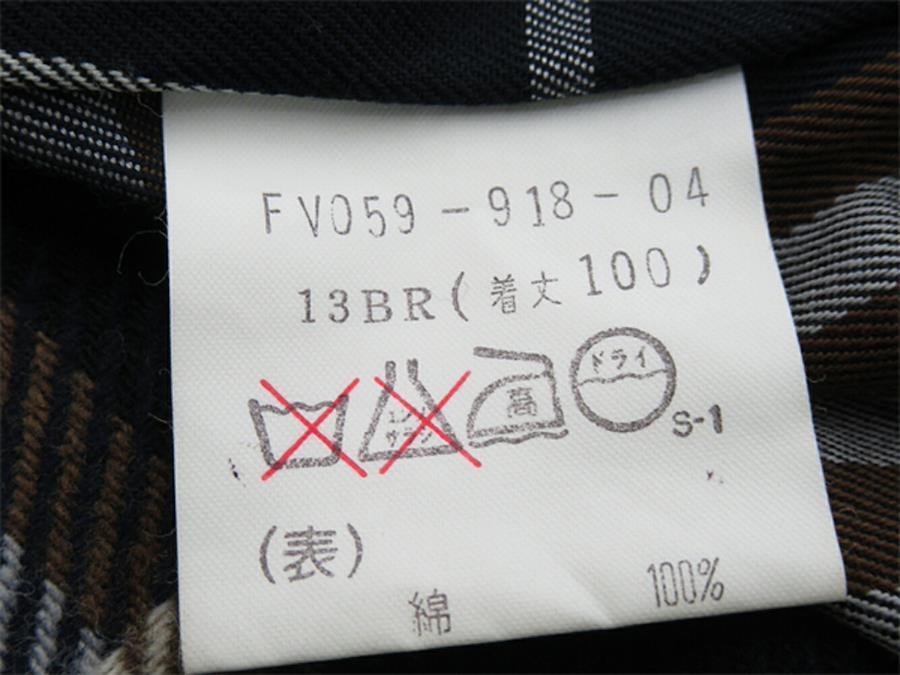 FV059-918-04
13BR(着丈100)
エンソ サラシ 高 ドライ
S-1
(表)
綿 100%